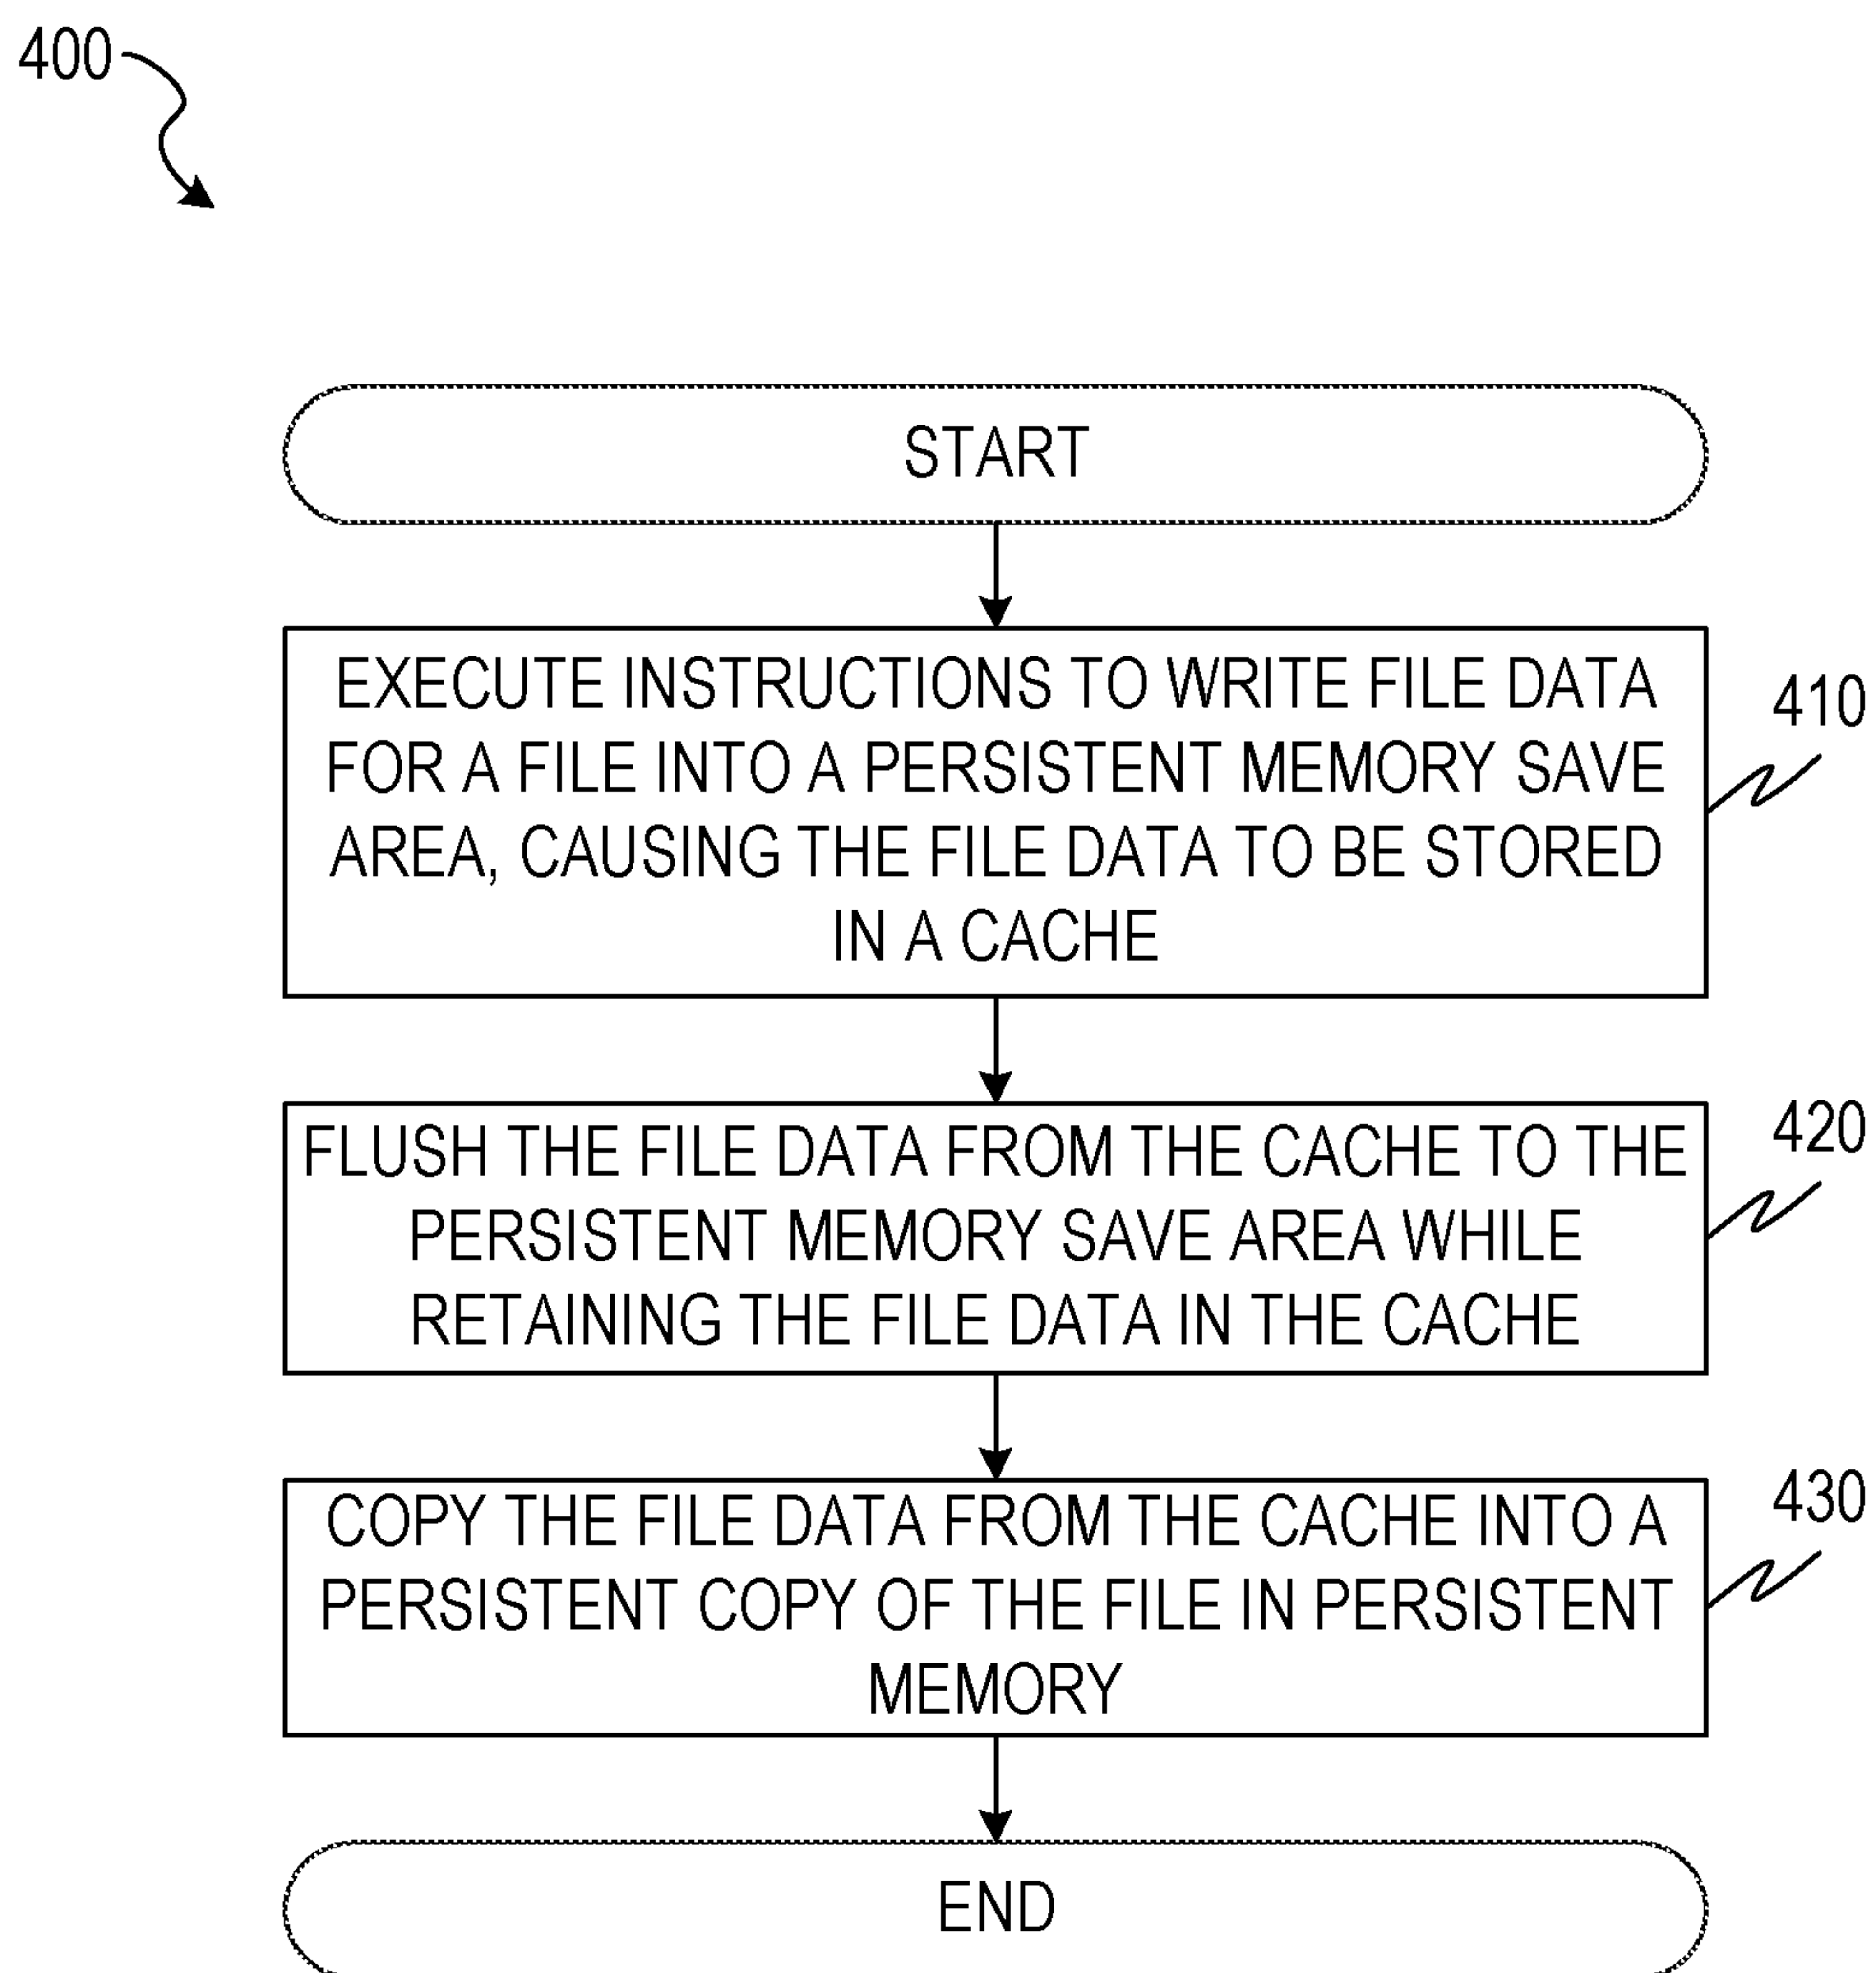 400
START
EXECUTE INSTRUCTIONS TO WRITE FILE DATA
FOR A FILE INTO A PERSISTENT MEMORY SAVE
AREA, CAUSING THE FILE DATA TO BE STORED
IN A CACHE
410
FLUSH THE FILE DATA FROM THE CACHE TO THE
PERSISTENT MEMORY SAVE AREA WHILE
RETAINING THE FILE DATA IN THE CACHE
420
COPY THE FILE DATA FROM THE CACHE INTO A
PERSISTENT COPY OF THE FILE IN PERSISTENT
MEMORY
430
END